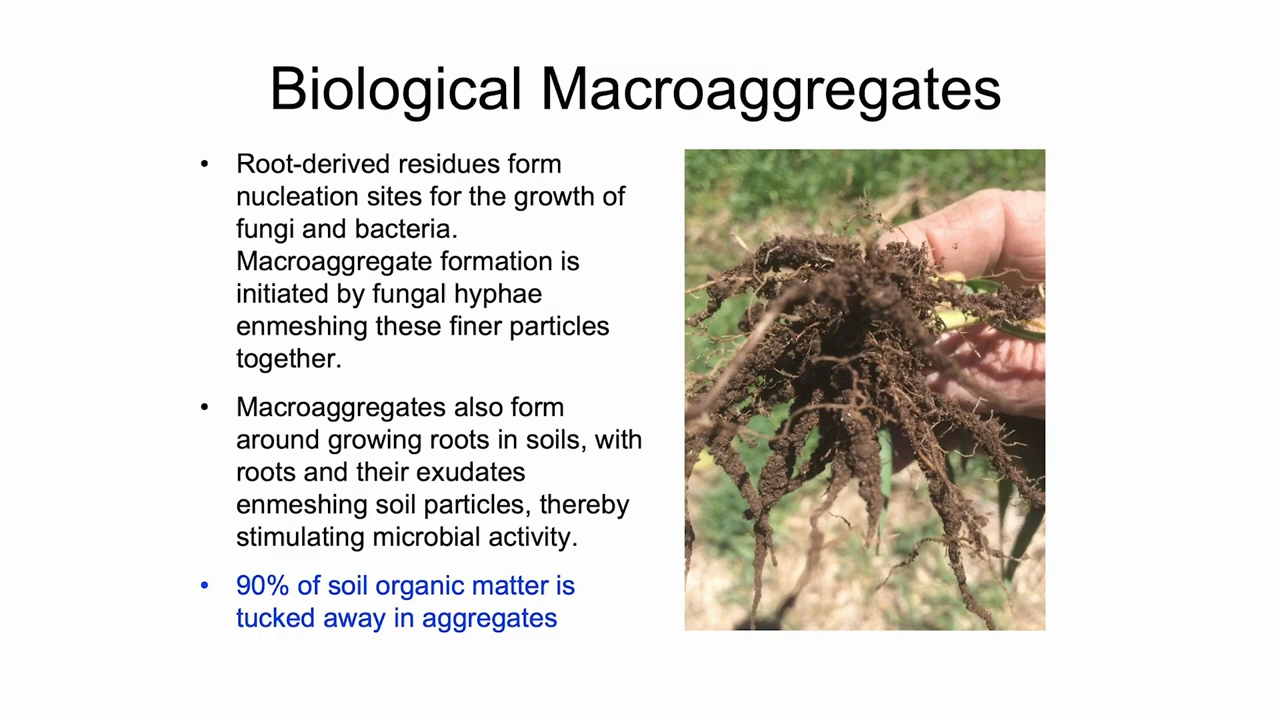 Biological Macroaggregates
• Root-derived residues form
nucleation sites for the growth of
fungi and bacteria.
Macroaggregate formation is
initiated by fungal hyphae
enmeshing these finer particles
together.
• Macroaggregates also form
around growing roots in soils, with
roots and their exudates
enmeshing soil particles, thereby
stimulating microbial activity.
• 90% of soil organic matter is
tucked away in aggregates